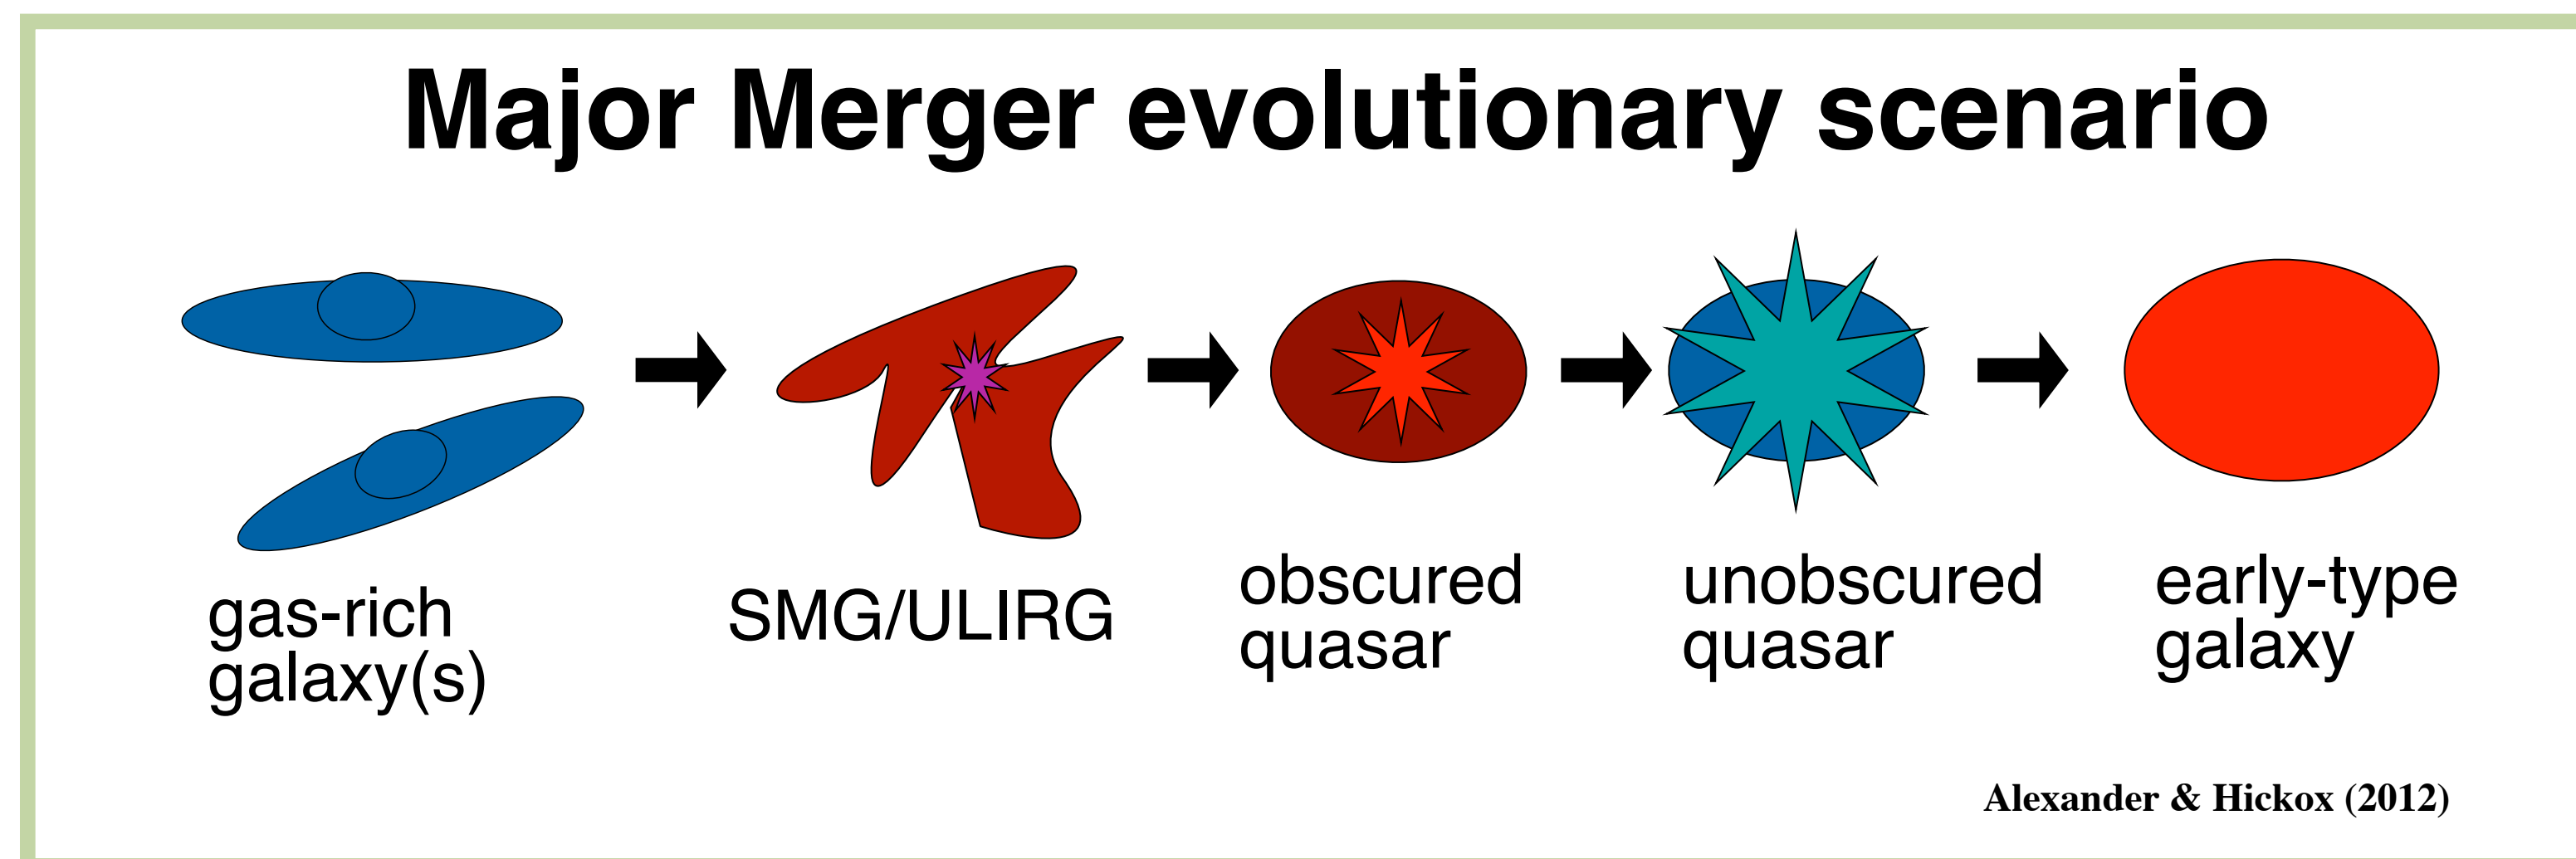 Major Merger evolutionary scenario
gas-rich
galaxy(s)
SMG/ULIRG
obscured
quasar
unobscured
quasar
early-type
galaxy
Alexander & Hickox (2012)